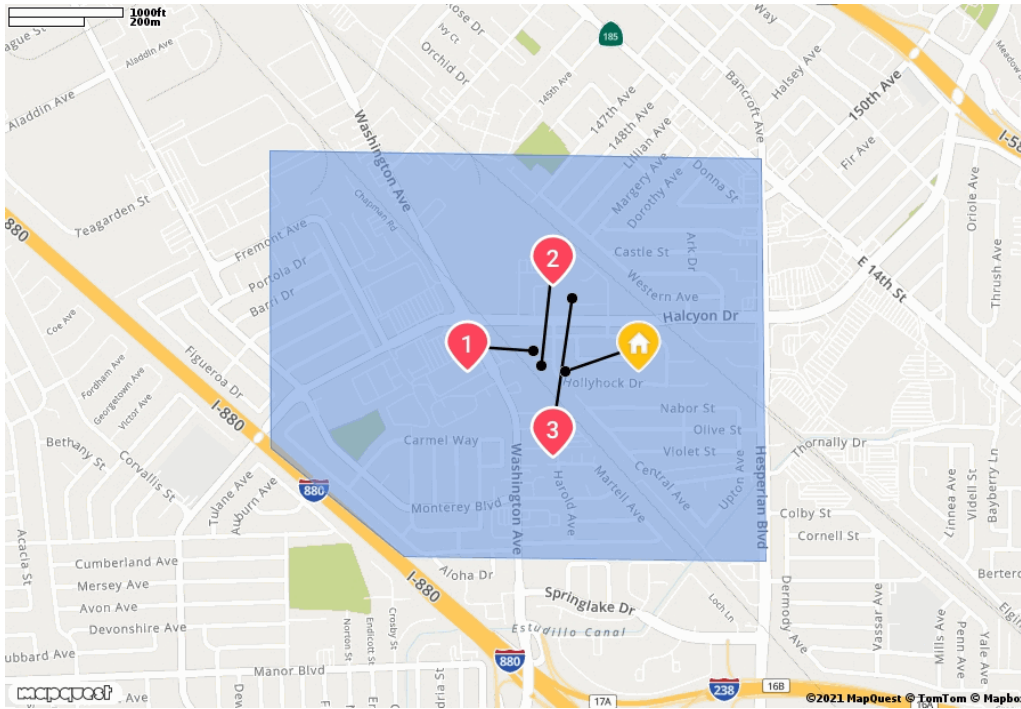 1000ft
200m
Aladdin Ave
Aladdin Ave
Ivy Ct
Orchid Dr
185
145th Ave
147th Ave
148th Ave
Lillian Ave
Bancroft Ave
Halsey Ave
150th Ave
Fir Ave
Washington Ave
Margery Ave
Dorothy Ave
Donna St
Oriole Ave
Teagarden St
Chapman Rd
Fremont Ave
Portola Dr
Barri Dr
880
Castle St
Ark Dr
Western Ave
E 14th St
Thrush Ave
2
Halcyon Dr
1
Coe Ave
Fordham Ave
Georgetown Ave
Victor Ave
Figueroa Dr
Hollyhock Dr
Nabor St
Olive St
Violet St
3
I-880
Carmel Way
Bethany St
Corvallis St
Tulane Ave
Auburn Ave
880
Monterey Blvd
Washington Ave
Harold Ave
Martell Ave
Central Ave
Upton Ave
Hesperian Blvd
Thornally Dr
Linnea Ave
Videll St
Bayberry Ln
Colby St
Cornell St
Acacia St
Cumberland Ave
Mersey Ave
Avon Ave
Devonshire Ave
Aloha Dr
I-880
Springlake Dr
Loch Ln
Dermody Ave
Estudillo Canal
Norton St
Endicott St
Crosby St
Vassar Ave
Mills Ave
Penn Ave
Yale Ave
Manor Blvd
880
238
16B
17A
mapquest
©2021 MapQuest © TomTom © Mapbox